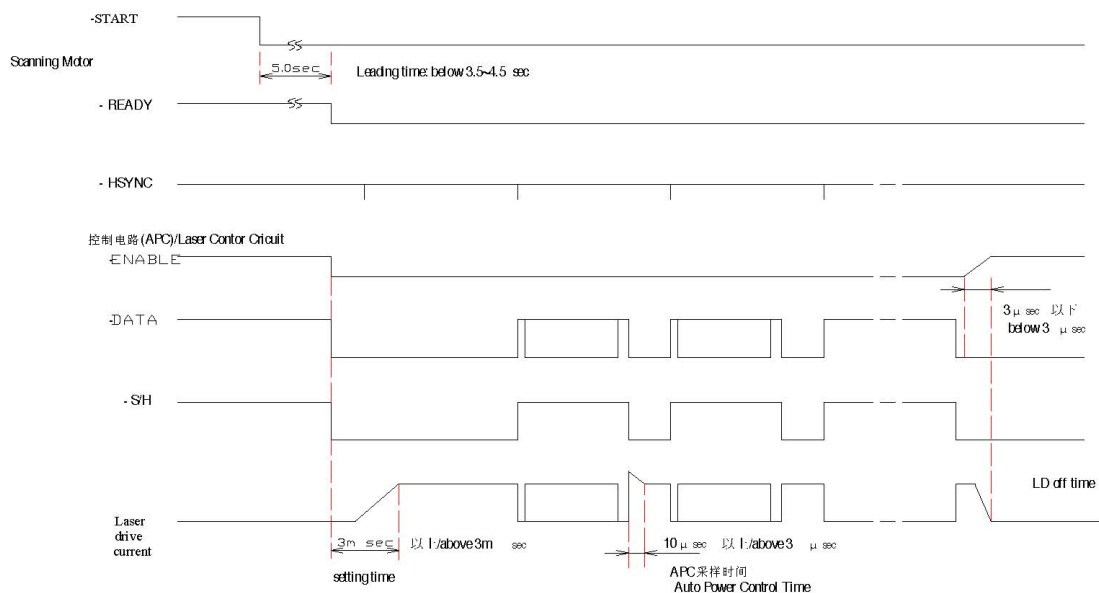 -START
Scanning Motor
5.0sec
Leading time: below 3.5~4.5 sec
- READY
- HSYNC
控制电路(APC)/Laser Contor Cricuit
-ENABLE
3 μ sec 以下
below 3 μ sec
-DATA
- S/H
LD off time
Laser
drive
current
3m sec 以 /above 3m sec
10 μ sec 以 /above 3 μ sec
setting time
APC采样时间
Auto Power Control Time